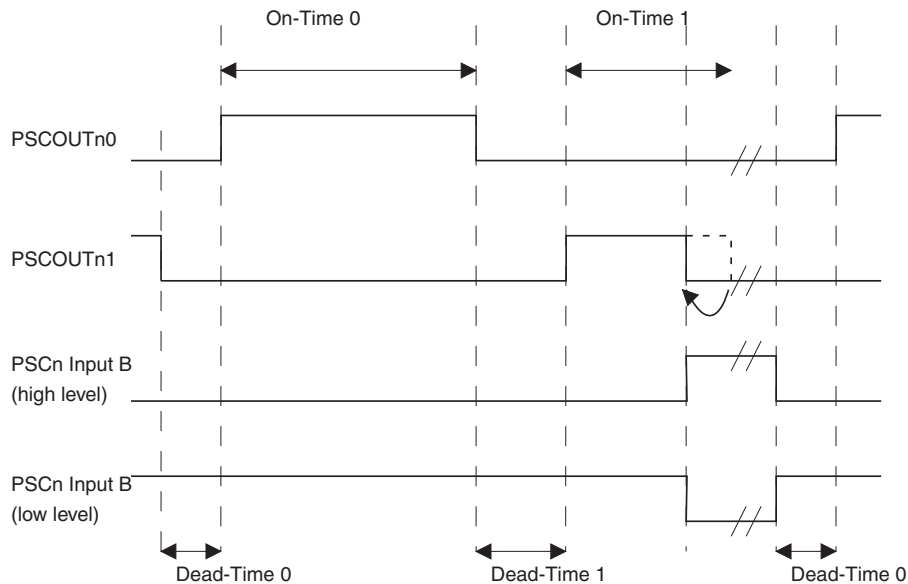 On-Time 0 On-Time 1
PSCOUTn0
PSCOUTn1
PSCn Input B
(high level)
PSCn Input B
(low level)
Dead-Time 0 Dead-Time 1 Dead-Time 0